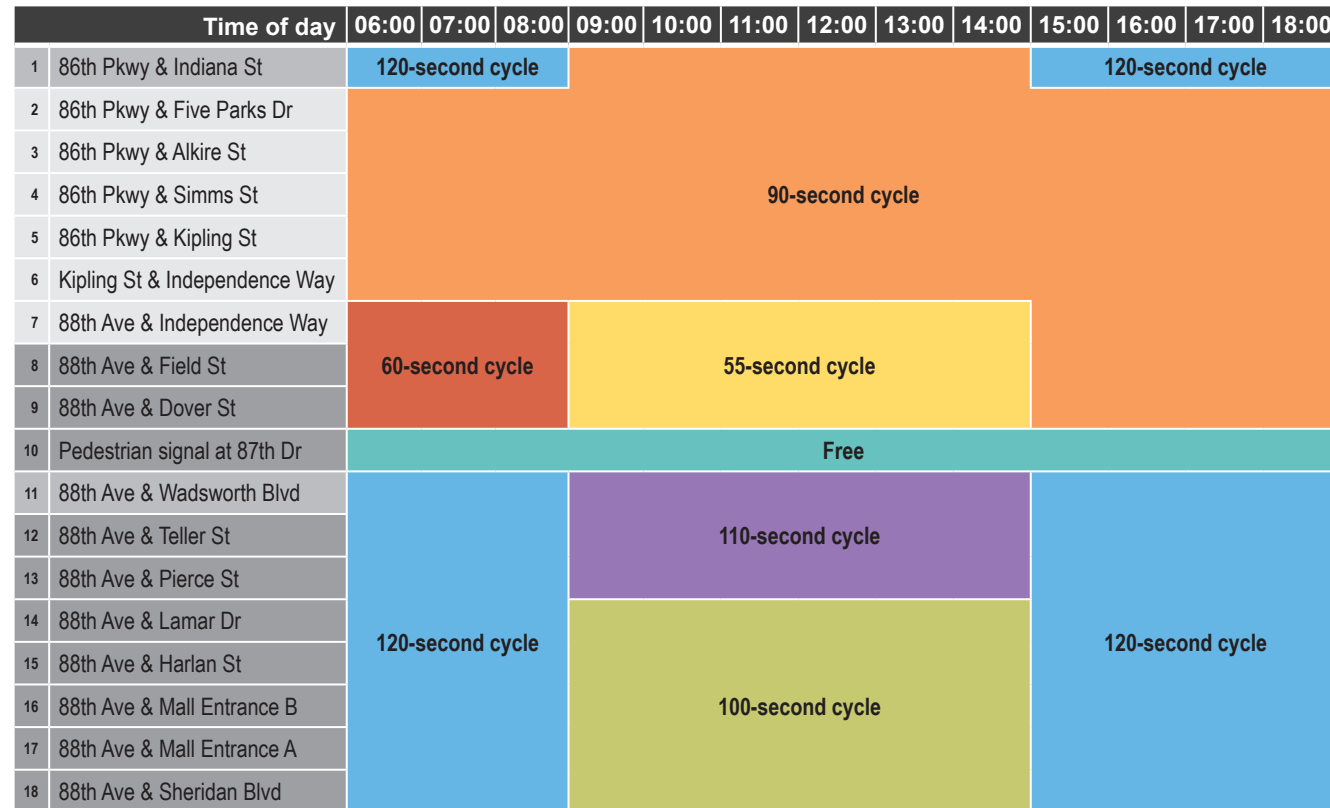 Time of day 06:00 07:00 08:00 09:00 10:00 11:00 12:00 13:00 14:00 15:00 16:00 17:00 18:00
1 86th Pkwy & Indiana St 120-second cycle 120-second cycle
2 86th Pkwy & Five Parks Dr
3 86th Pkwy & Alkire St
4 86th Pkwy & Simms St 90-second cycle
5 86th Pkwy & Kipling St
6 Kipling St & Independence Way
7 88th Ave & Independence Way
8 88th Ave & Field St 60-second cycle 55-second cycle
9 88th Ave & Dover St
10 Pedestrian signal at 87th Dr Free
11 88th Ave & Wadsworth Blvd
12 88th Ave & Teller St 110-second cycle
13 88th Ave & Pierce St
14 88th Ave & Lamar Dr
120-second cycle 120-second cycle
15 88th Ave & Harlan St
16 88th Ave & Mall Entrance B 100-second cycle
17 88th Ave & Mall Entrance A
18 88th Ave & Sheridan Blvd